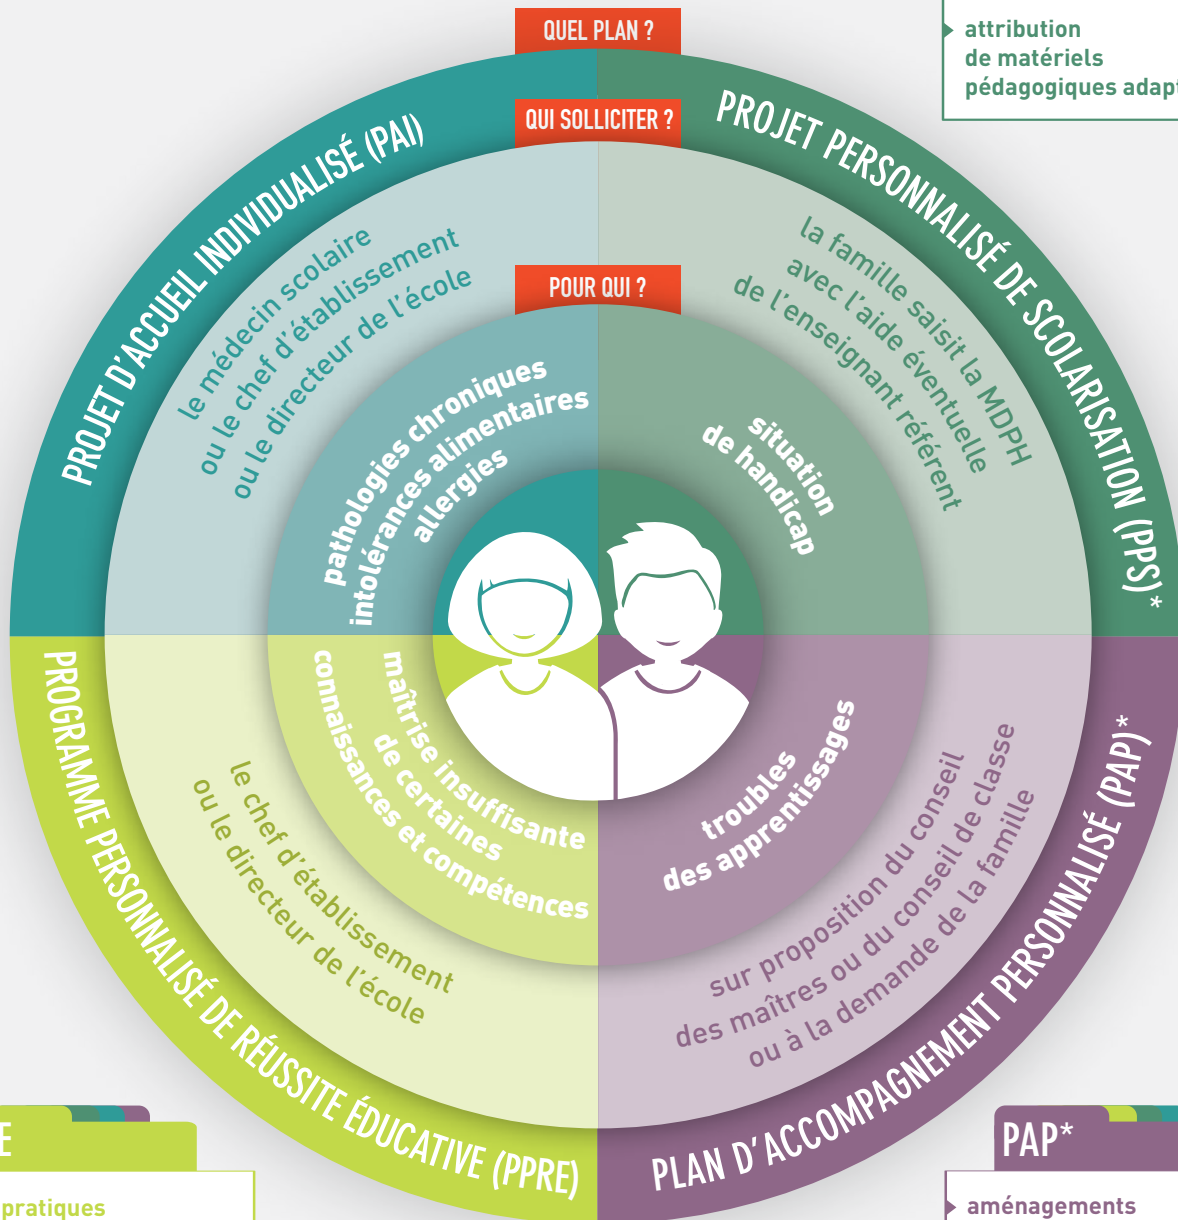 QUEL PLAN ?
attribution
de matériels
pédagogiques
QUI SOLLICITER ?
PROJET D'ACCUEIL INDIVIDUALISÉ (PAI)
le médecin scolaire
ou le chef d'établissement
ou le directeur de l'école
POUR QUI ?
pathologies chroniques
intolérances alimentaires
allergies
PROJET PERSONNALISÉ DE SCOLARISATION (PPS)*
la famille saisit la MDPH
avec l'aide éventuelle
de l'enseignant référent
situation
de handicap
PROGRAMME PERSONNALISÉ DE RÉUSSITE ÉDUCATIVE (PPRE)
le chef d'établissement
ou le directeur de l'école
maîtrise insuffisante
de certaines
connaissances et compétences
troubles
des apprentissages
sur proposition du conseil
des maîtres ou du conseil de classe
ou à la demande de la famille
PLAN D'ACCOMPAGNEMENT PERSONNALISÉ (PAP)*
E
pratiques
PAP*
aménagements